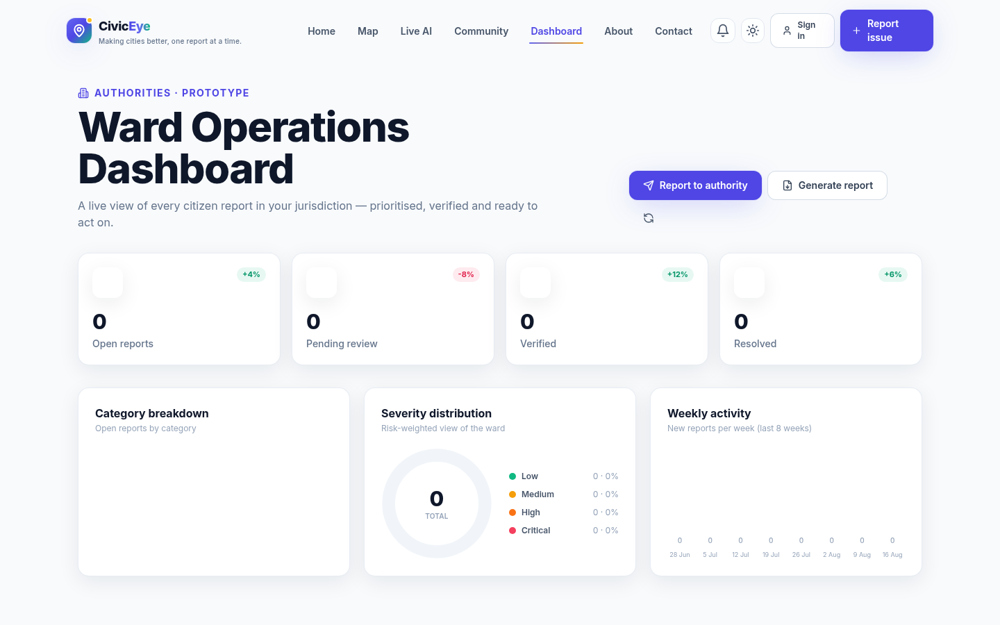 CivicEye
Making cities better, one report at a time.
Home
Map
Live AI
Community
Dashboard
About
Contact
Sign
in
Report
issue
AUTHORITIES · PROTOTYPE
Ward Operations
Dashboard
A live view of every citizen report in your jurisdiction — prioritised, verified and ready to
act on.
Report to authority
Generate report
+4%
0
Open reports
-8%
0
Pending review
+12%
0
Verified
+6%
0
Resolved
Category breakdown
Open reports by category
Severity distribution
Risk-weighted view of the ward
0
TOTAL
Low 0 · 0%
Medium 0 · 0%
High 0 · 0%
Critical 0 · 0%
Weekly activity
New reports per week (last 8 weeks)
0 0 0 0 0 0 0 0
28 Jun 5 Jul 12 Jul 19 Jul 26 Jul 2 Aug 9 Aug 16 Aug